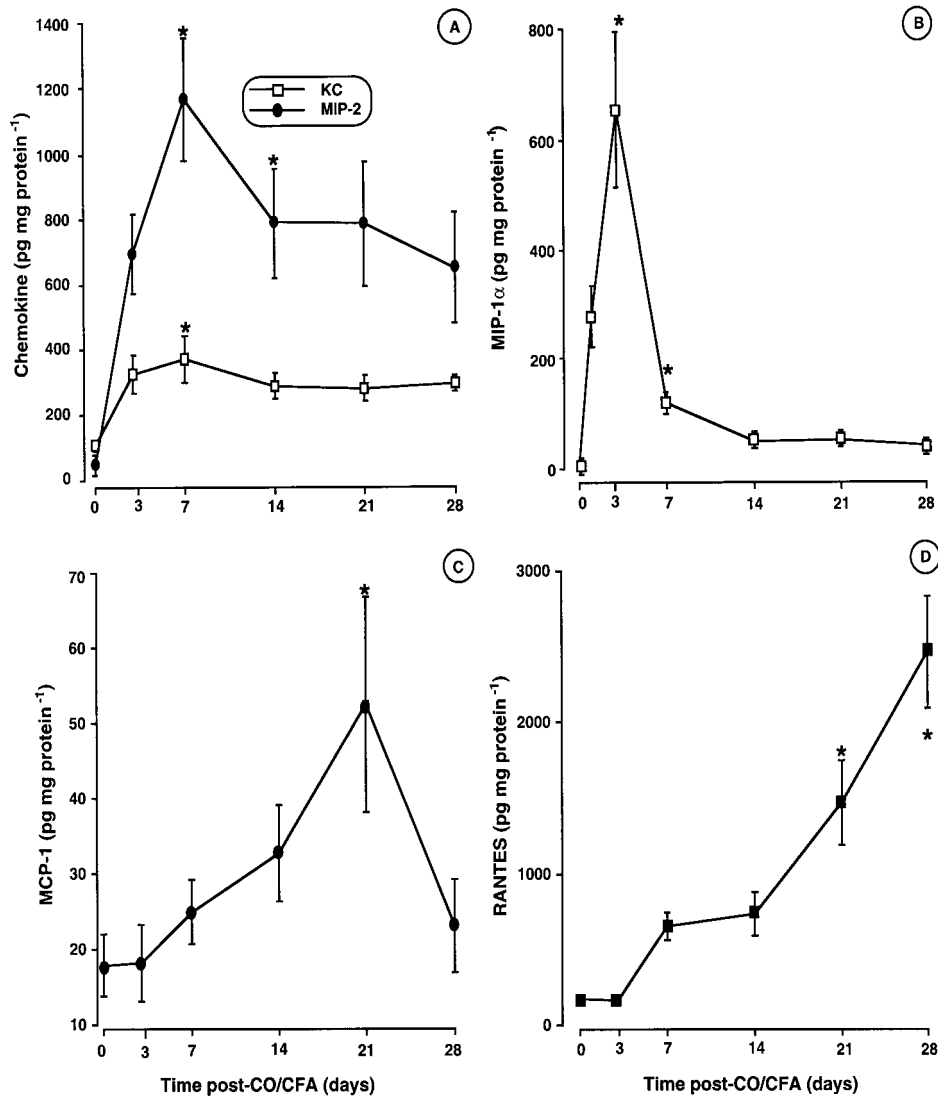 A
Chemokine (pg mg protein -1)
1400
1200
1000
800
600
400
200
0
* * *
KC
MIP-2
0 3 7 14 21 28
B
MIP-1α (pg mg protein -1)
800
600
400
200
0
* *
0 3 7 14 21 28
C
MCP-1 (pg mg protein -1)
70
60
50
40
30
20
10
*
0 3 7 14 21 28
Time post-CO/CFA (days)
D
RANTES (pg mg protein -1)
3000
2000
1000
0
* *
0 3 7 14 21 28
Time post-CO/CFA (days)